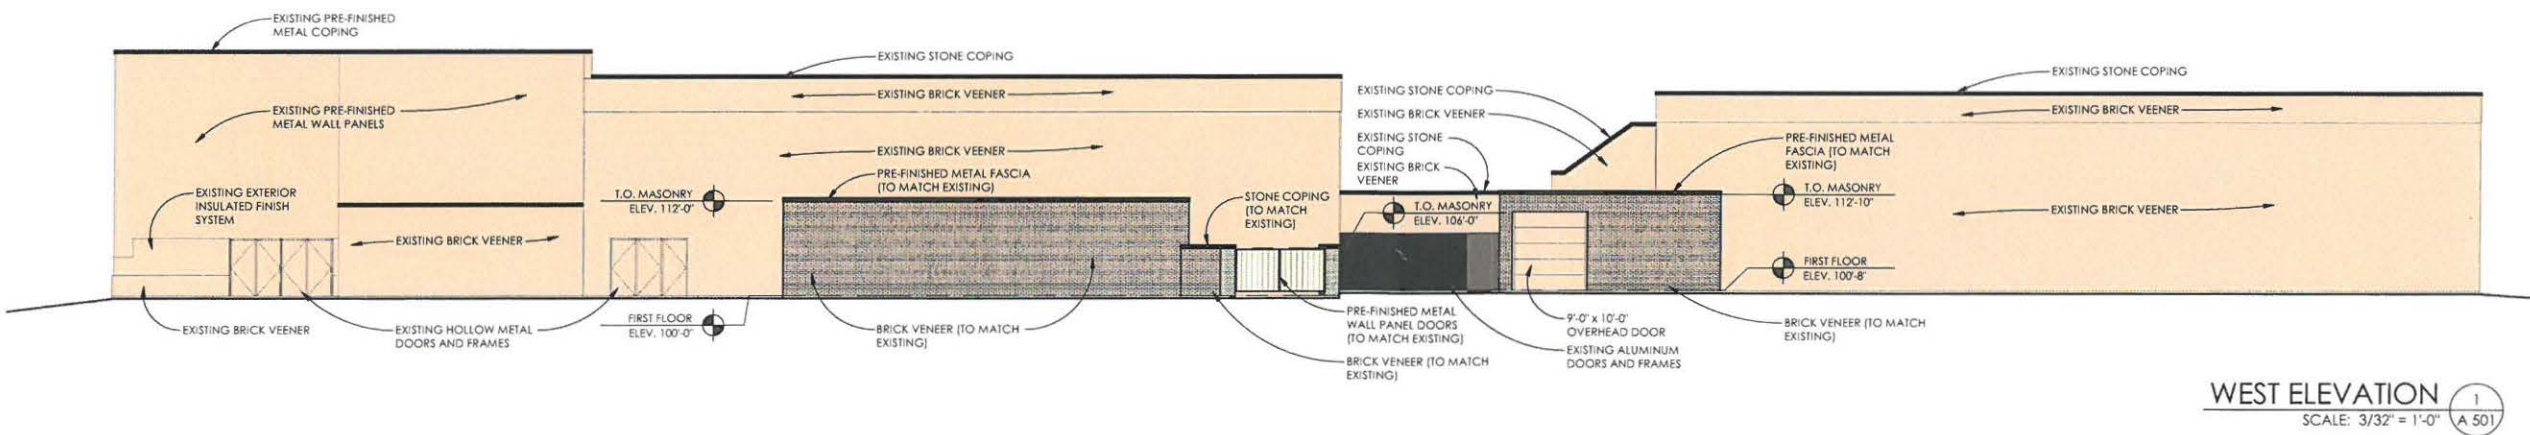 EXISTING PRE-FINISHED
METAL COPING
EXISTING STONE COPING
EXISTING BRICK VEENER
EXISTING PRE-FINISHED
METAL WALL PANELS
EXISTING BRICK VEENER
PRE-FINISHED METAL FASCIA
(TO MATCH EXISTING)
EXISTING EXTERIOR
INSULATED FINISH
SYSTEM
T.O. MASONRY
ELEV. 112'-0"
EXISTING BRICK VEENER
STONE COPING
(TO MATCH
EXISTING)
EXISTING STONE COPING
EXISTING BRICK VEENER
EXISTING STONE
COPING
EXISTING BRICK
VEENER
T.O. MASONRY
ELEV. 106'-0"
EXISTING STONE COPING
EXISTING BRICK VEENER
PRE-FINISHED METAL
FASCIA (TO MATCH
EXISTING)
T.O. MASONRY
ELEV. 112'-10"
EXISTING BRICK VEENER
FIRST FLOOR
ELEV. 100'-8"
EXISTING BRICK VEENER
EXISTING HOLLOW METAL
DOORS AND FRAMES
FIRST FLOOR
ELEV. 100'-0"
BRICK VENEER (TO MATCH
EXISTING)
PRE-FINISHED METAL
WALL PANEL DOORS
(TO MATCH EXISTING)
BRICK VENEER (TO MATCH
EXISTING)
9'-0" x 10'-0"
OVERHEAD DOOR
EXISTING ALUMINUM
DOORS AND FRAMES
BRICK VENEER (TO MATCH
EXISTING)
WEST ELEVATION
SCALE: 3/32" = 1'-0"
1
A 501